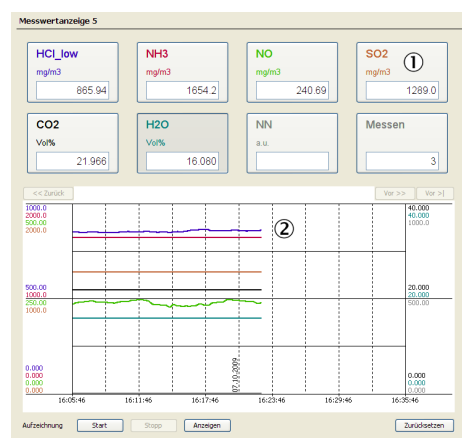 Messwertanzeige 5
HCl_low NH3 NO SO2 ①
mg/m3 mg/m3 mg/m3 mg/m3
865.94 1654.2 240.69 1289.0
CO2 H2O NN Messen
Vol% Vol% a.u.
21.966 16.080 3
<< Zurück Vor >> Vor >|
1000.0 40.000
2000.0 40.000
500.00 1000.0
2000.0
②
500.00 20.000
1000.0 20.000
250.00 500.00
1000.0
07.10.2009
0.000 0.000
0.000 0.000
0.000 0.000
0.000
16:05:46 16:11:46 16:17:46 16:23:46 16:29:46 16:35:46
Aufzeichnung Start Stopp Anzeigen Zurücksetzen